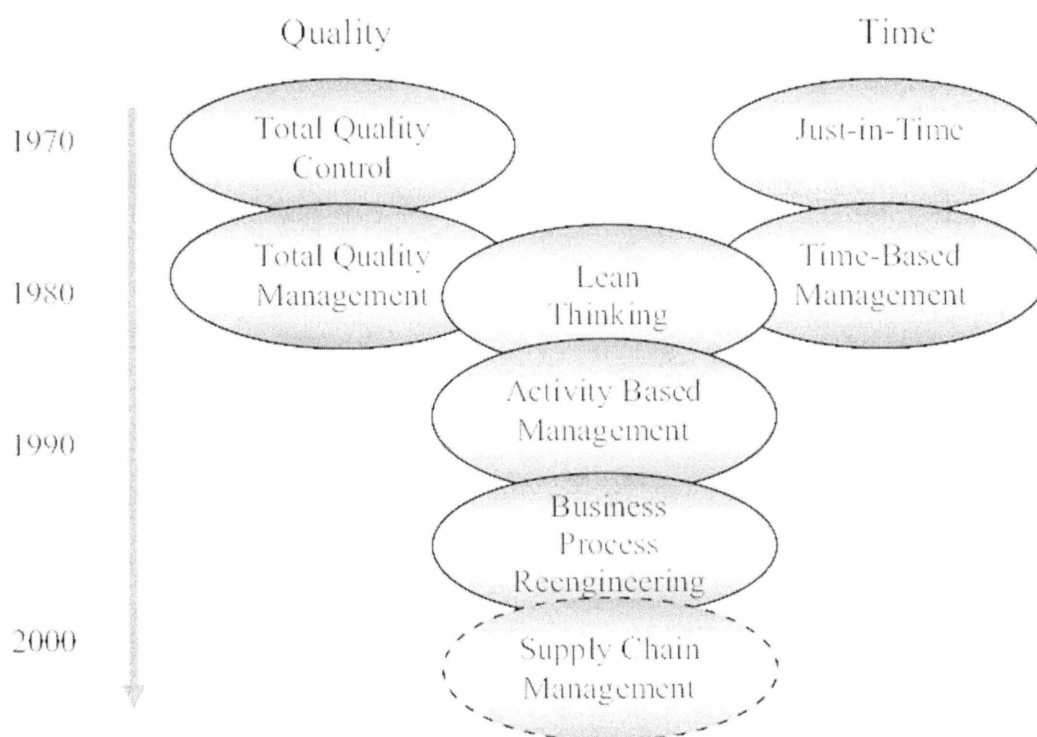 Quality
Time
1970
Total Quality
Control
Just-in-Time
1980
Total Quality
Management
Lean
Thinking
Time-Based
Management
1990
Activity Based
Management
Business
Process
Reengineering
2000
Supply Chain
Management